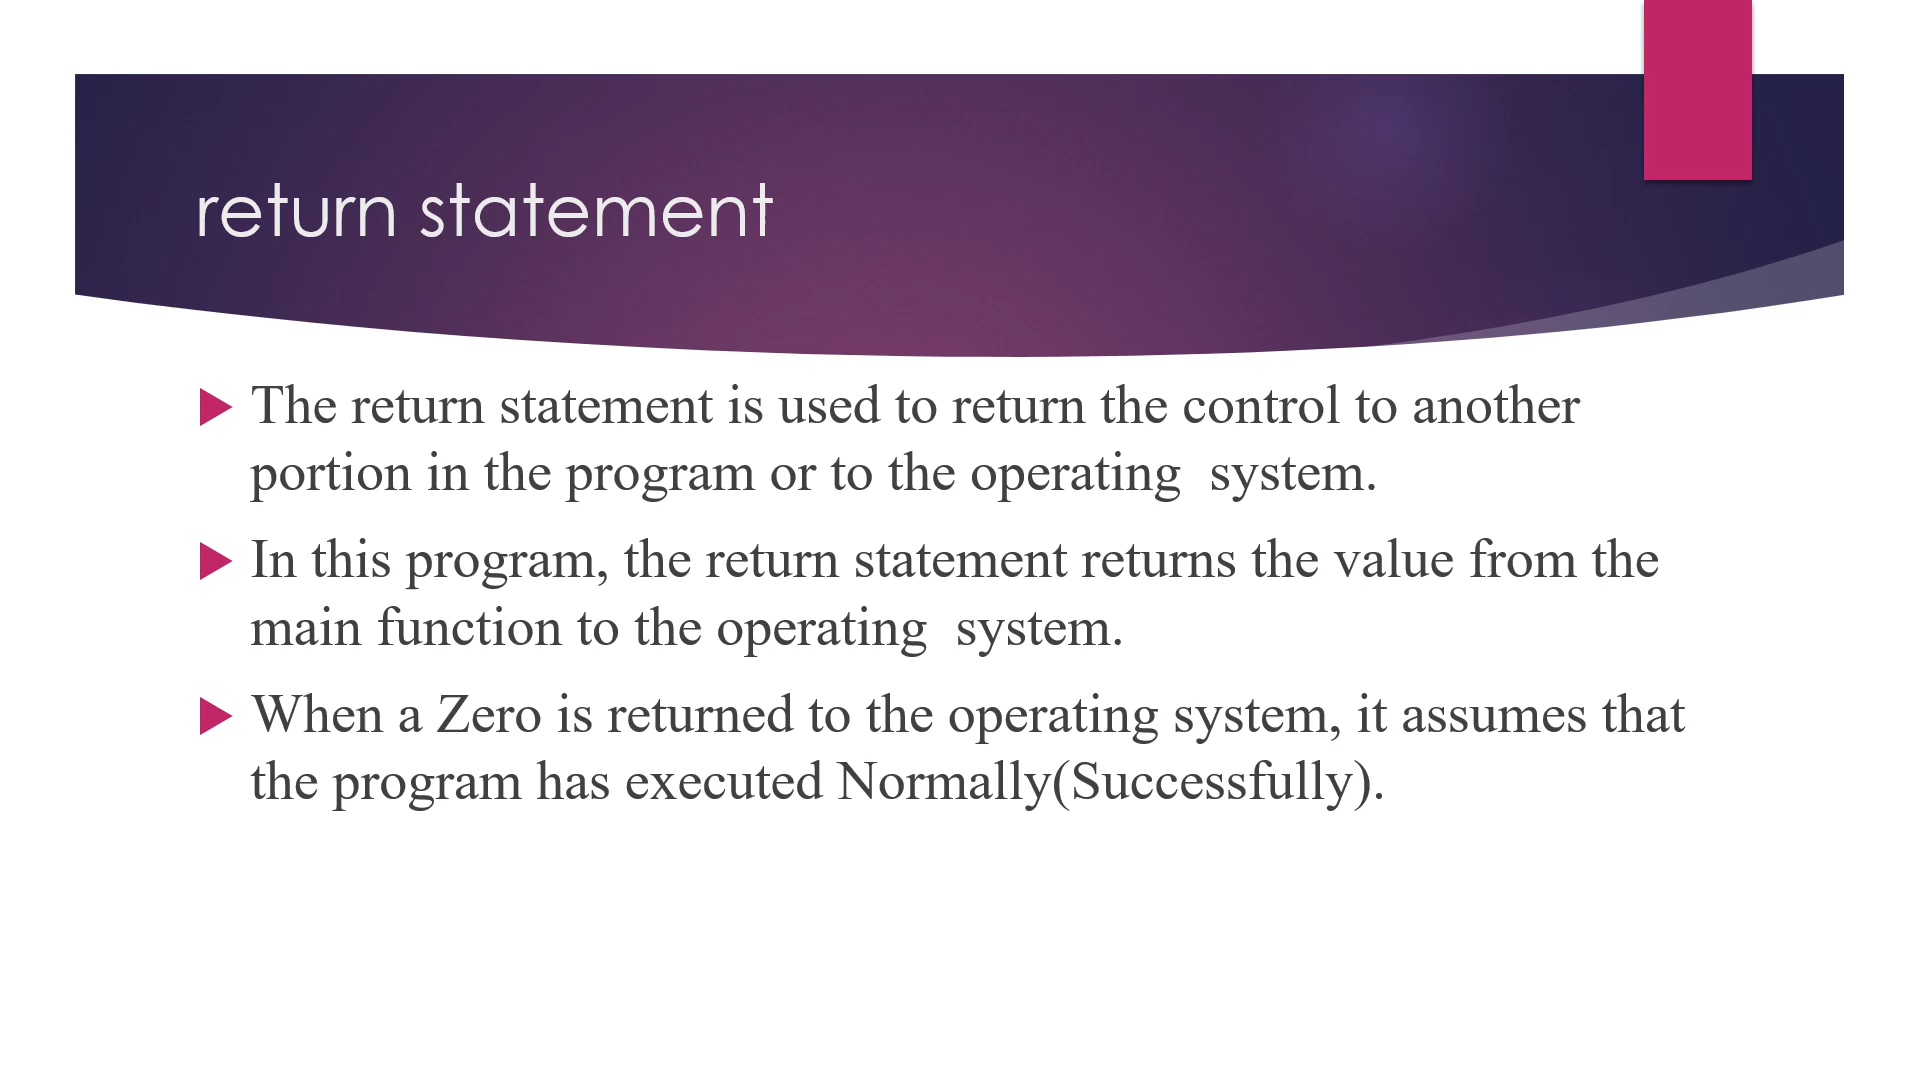 return statement
The return statement is used to return the control to another
portion in the program or to the operating  system.
In this program, the return statement returns the value from the
main function to the operating  system.
When a Zero is returned to the operating system, it assumes that
the program has executed Normally(Successfully).